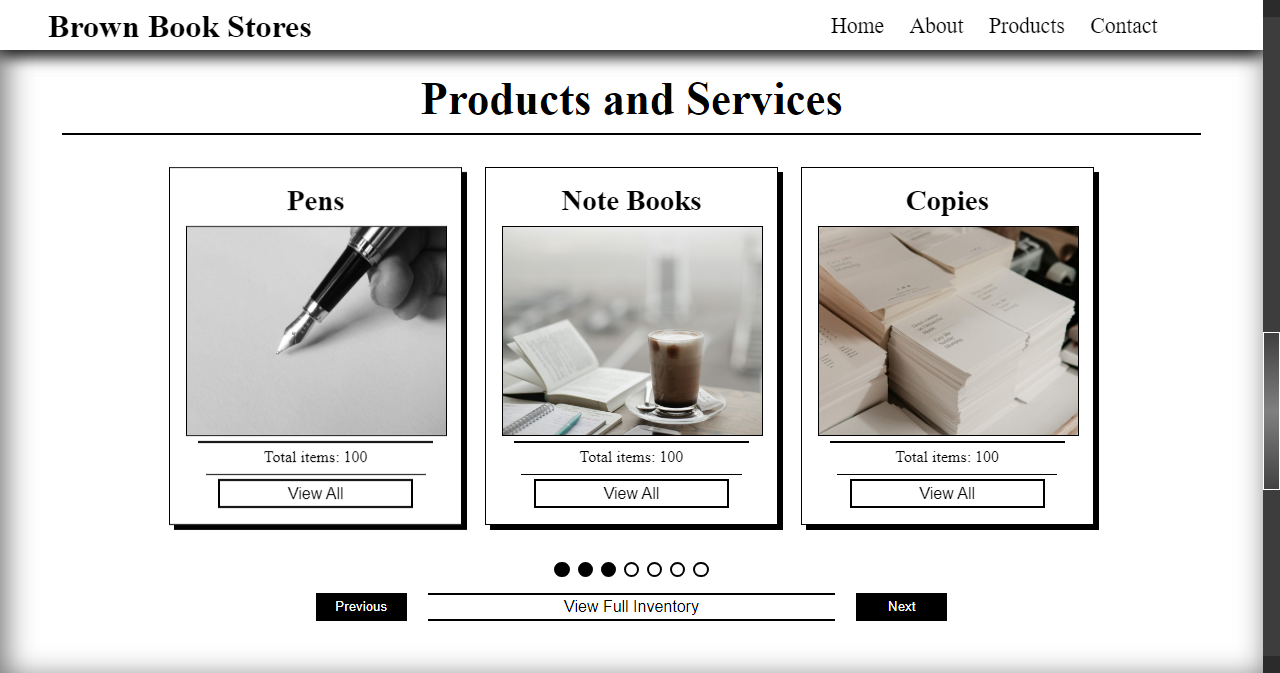 Brown Book Stores
Home About Products Contact
Products and Services
Pens
Total items: 100
View All
Note Books
Total items: 100
View All
Copies
Total items: 100
View All
Previous
View Full Inventory
Next